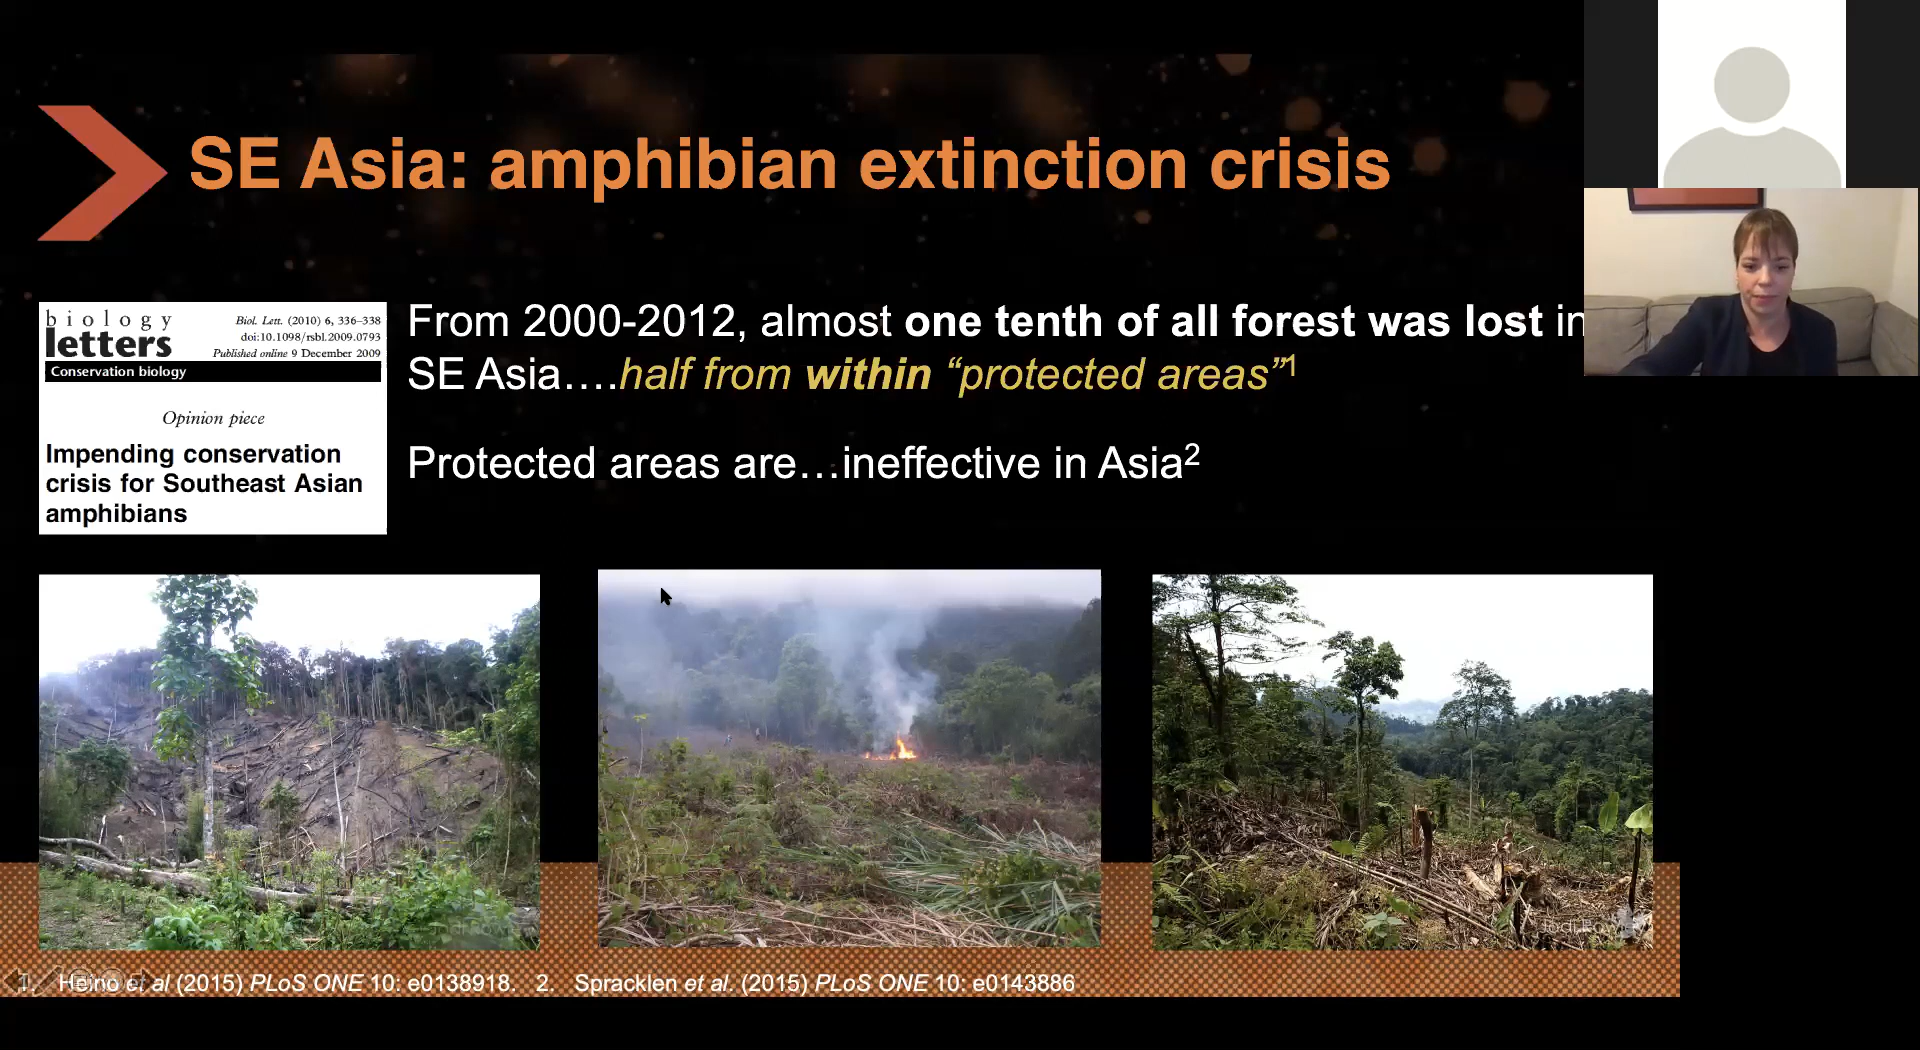 SE Asia: amphibian extinction crisis
biology
letters
Biol. Lett. (2010) 6, 336–338
doi:10.1098/rsbl.2009.0793
Published online 9 December 2009
Conservation biology
Opinion piece
Impending conservation
crisis for Southeast Asian
amphibians
From 2000-2012, almost one tenth of all forest was lost in
SE Asia....half from within “protected areas”1
Protected areas are…ineffective in Asia2
Jodi Rowley
1. Heino et al (2015) PLoS ONE 10: e0138918. 2. Spracklen et al. (2015) PLoS ONE 10: e0143886